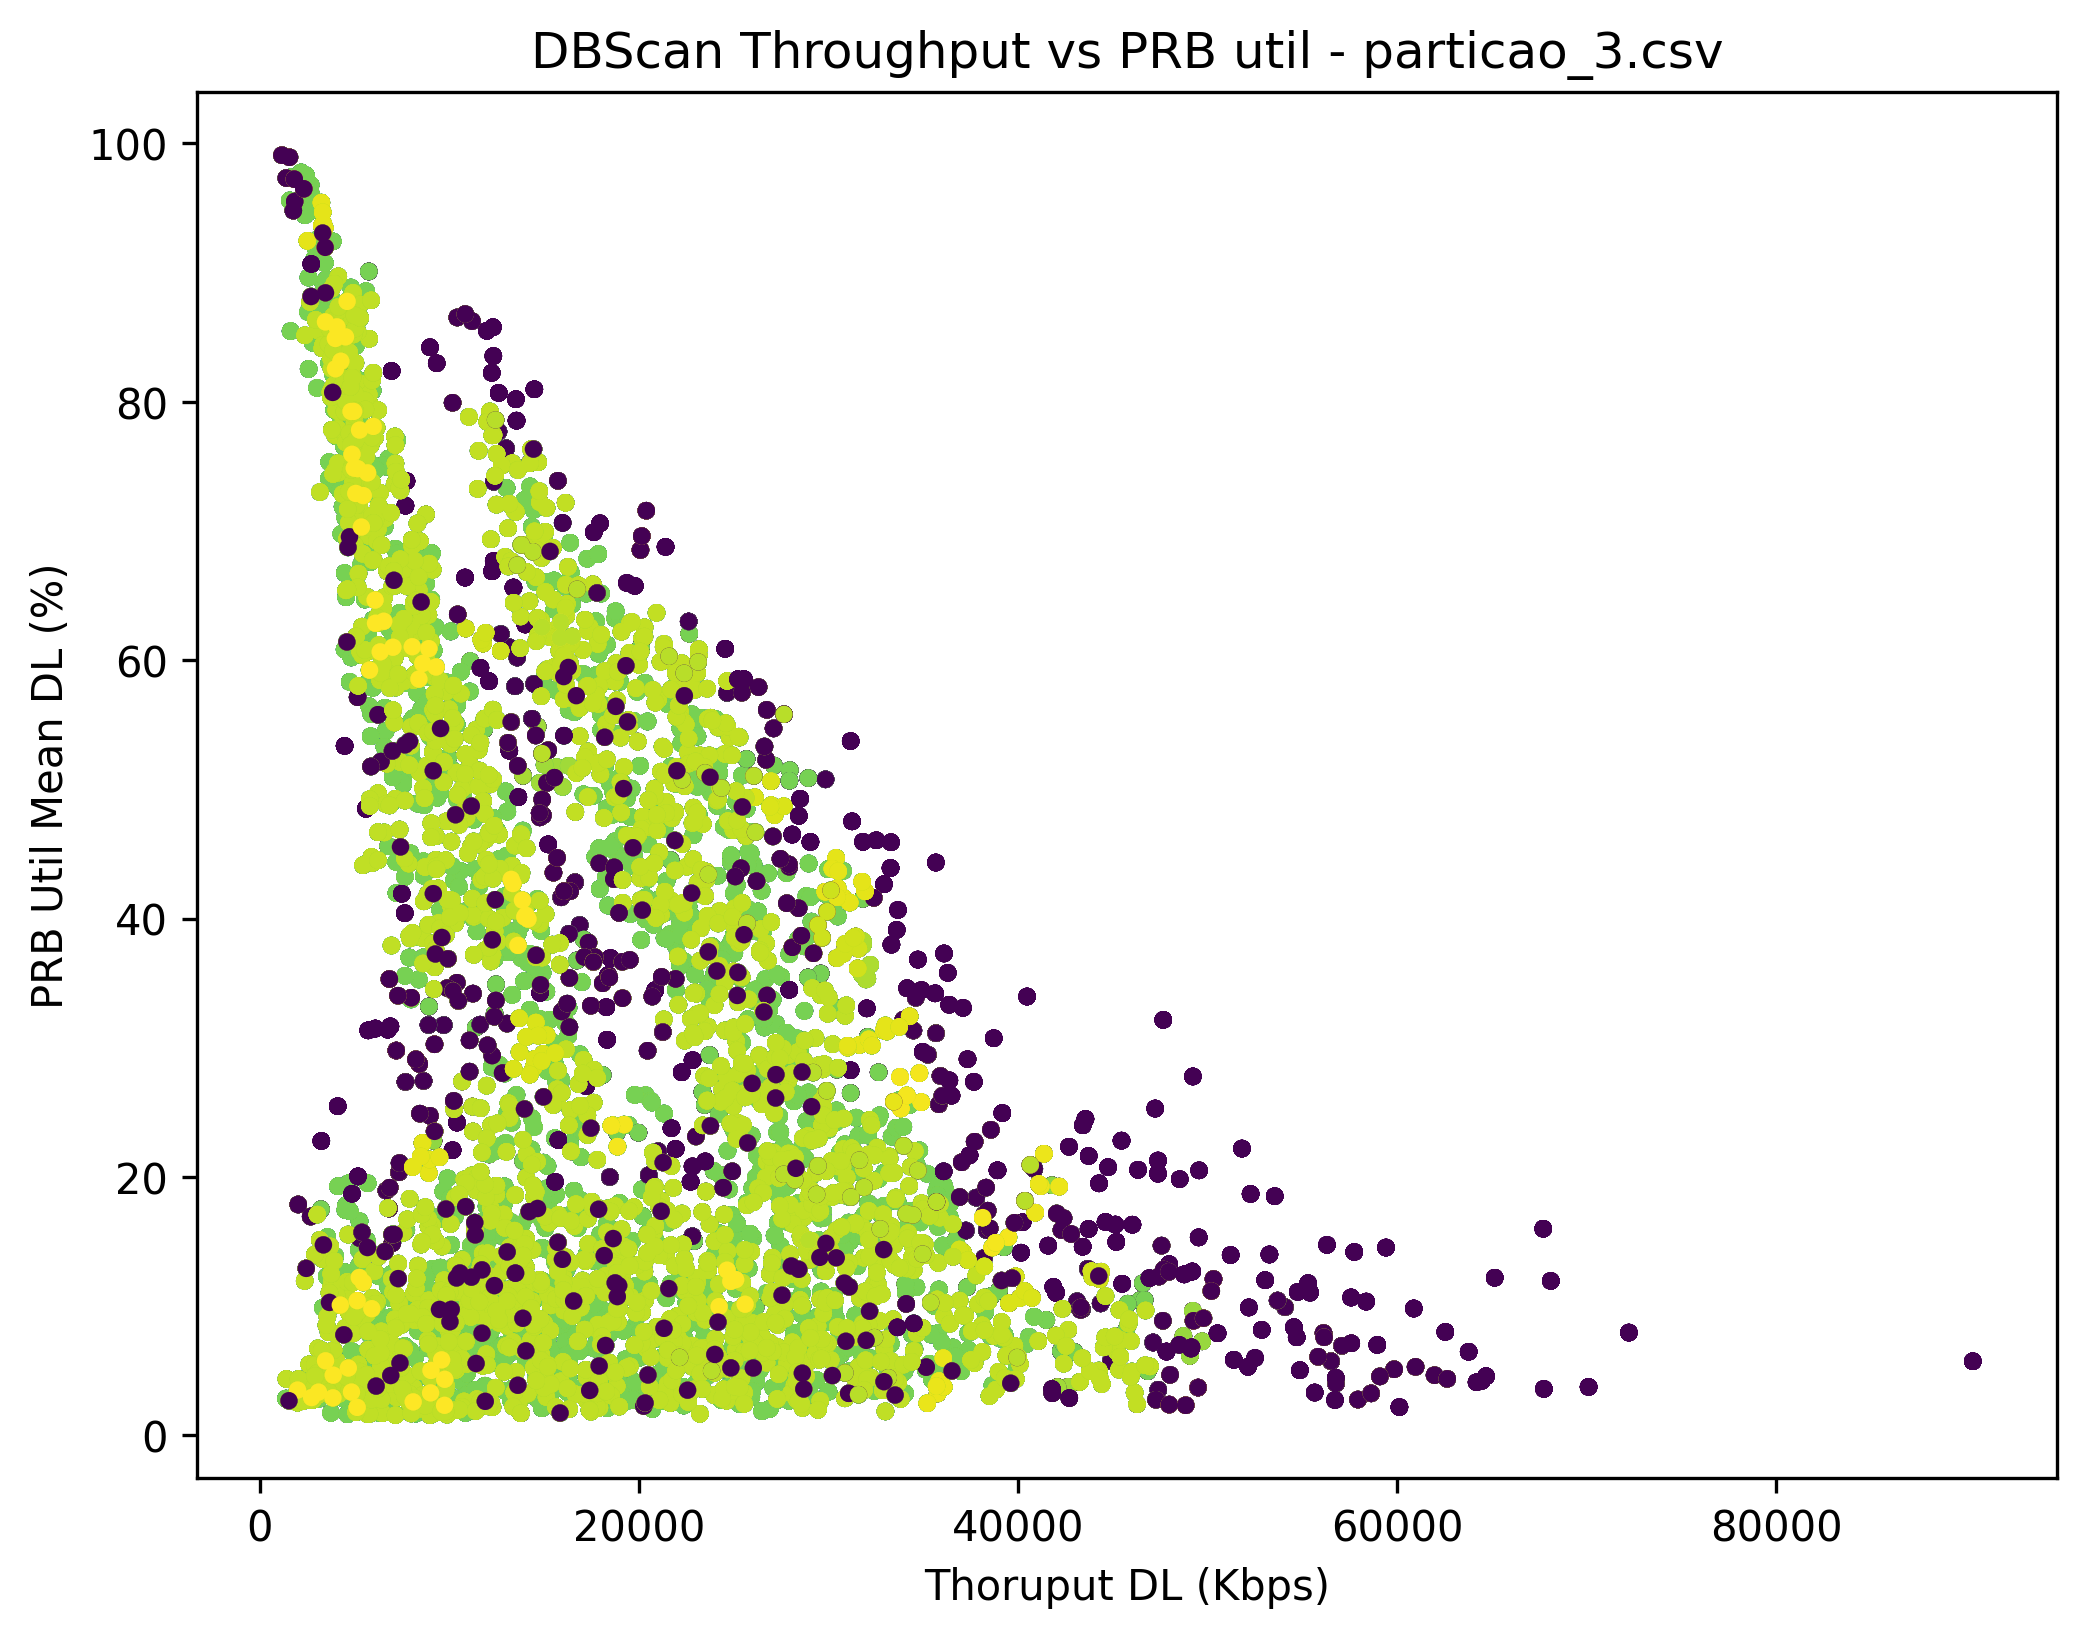 DBScan Throughput vs PRB util - particao_3.csv
100
80
60
40
20
0
PRB Util Mean DL (%)
0 20000 40000 60000 80000
Thoruput DL (Kbps)